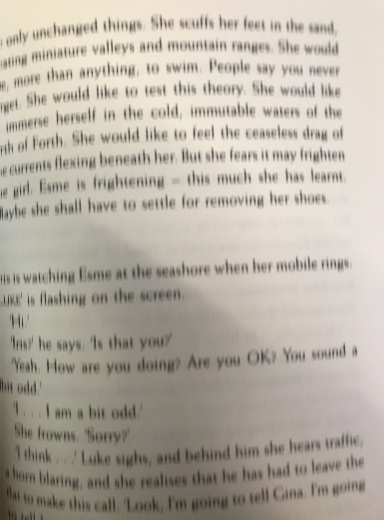 only unchanged things. She scuffs her feet in the sand,
ating miniature valleys and mountain ranges. She would
e, more than anything, to swim. People say you never
rget. She would like to test this theory. She would like
immerse herself in the cold, immutable waters of the
rth of Forth. She would like to feel the ceaseless drag of
e currents flexing beneath her. But she fears it may frighten
e girl. Esme is frightening – this much she has learnt.
Maybe she shall have to settle for removing her shoes.
ris is watching Esme at the seashore when her mobile rings.
LUKE' is flashing on the screen.
'Hi.'
'Iris?' he says. 'Is that you?'
'Yeah. How are you doing? Are you OK? You sound a
bit odd.'
'I . . . I am a bit odd.'
She frowns. 'Sorry?'
'I think . . .' Luke sighs, and behind him she hears traffic,
a horn blaring, and she realises that he has had to leave the
flat to make this call. 'Look, I'm going to tell Gina. I'm going
to tell